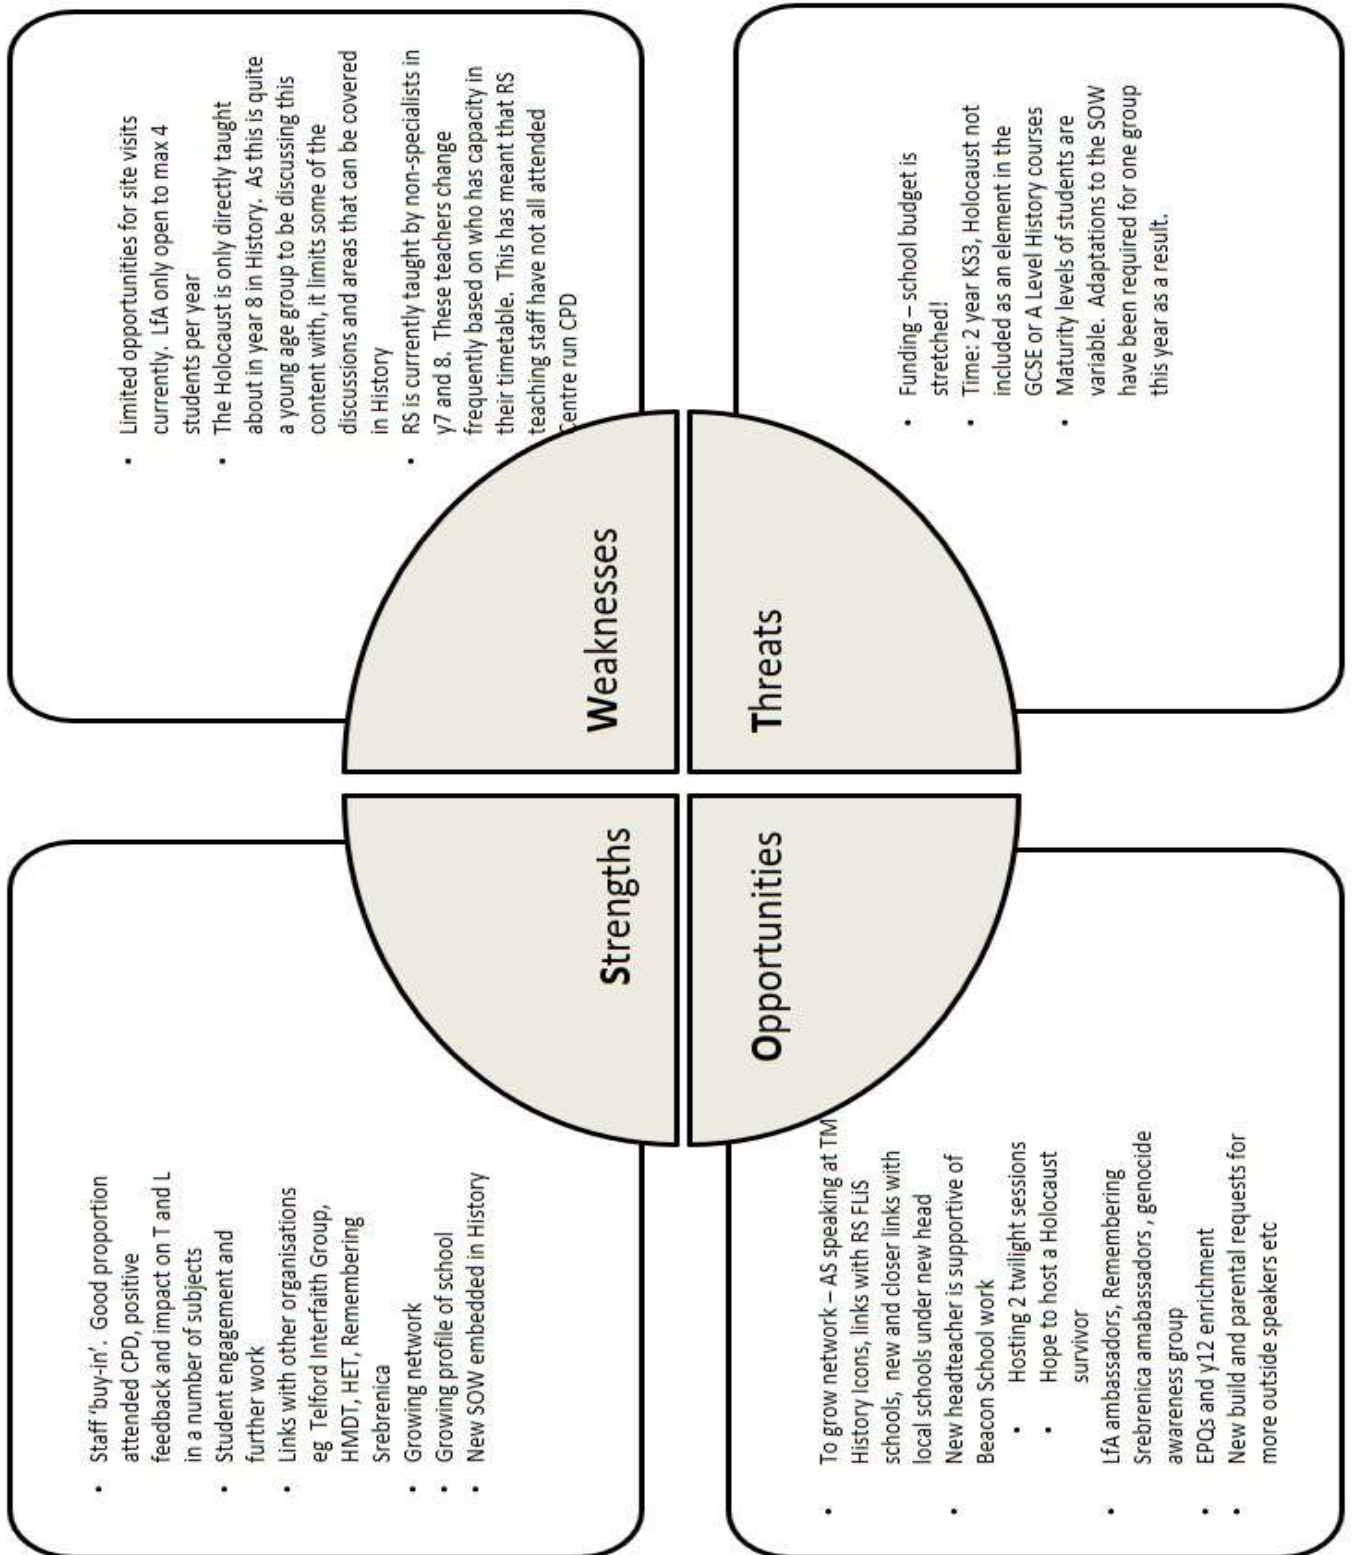 Strengths
• Staff 'buy-in'. Good proportion
attended CPD, positive
feedback and impact on T and L
in a number of subjects
• Student engagement and
further work
• Links with other organisations
eg Telford Interfaith Group,
HMDT, HET, Remembering
Srebrenica
• Growing network
• Growing profile of school
• New SOW embedded in History
Weaknesses
• Limited opportunities for site visits
currently. LfA only open to max 4
students per year
• The Holocaust is only directly taught
about in year 8 in History. As this is quite
a young age group to be discussing this
content with, it limits some of the
discussions and areas that can be covered
in History
• RS is currently taught by non-specialists in
y7 and 8. These teachers change
frequently based on who has capacity in
their timetable. This has meant that RS
teaching staff have not all attended
Centre run CPD
Opportunities
• To grow network – AS speaking at TM
History Icons, links with RS FLiS
schools, new and closer links with
local schools under new head
• New headteacher is supportive of
Beacon School work
• Hosting 2 twilight sessions
• Hope to host a Holocaust
survivor
• LfA ambassadors, Remembering
Srebrenica amabassadors , genocide
awareness group
• EPQs and y12 enrichment
• New build and parental requests for
more outside speakers etc
Threats
• Funding – school budget is
stretched!
• Time: 2 year KS3, Holocaust not
included as an element in the
GCSE or A Level History courses
• Maturity levels of students are
variable. Adaptations to the SOW
have been required for one group
this year as a result.